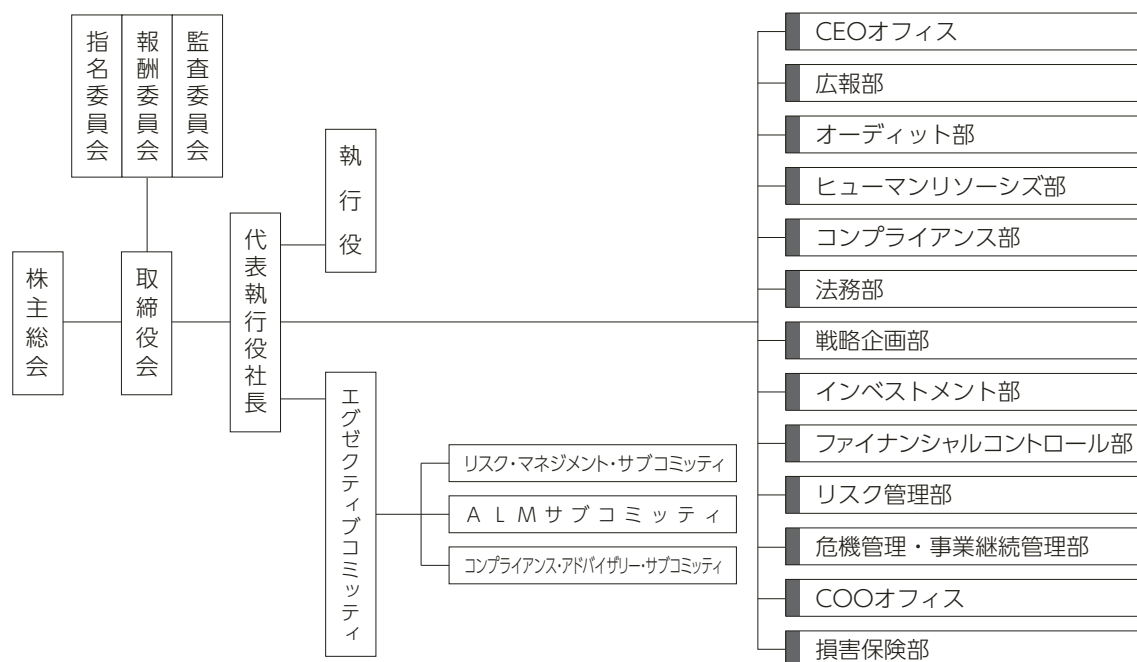 指名委員会
報酬委員会
監査委員会
株主総会
取締役会
代表執行役社長
執行役
エグゼクティブコミッティ
リスク・マネジメント・サブコミッティ
ALMサブコミッティ
コンプライアンス・アドバイザリー・サブコミッティ
CEOオフィス
広報部
オーディット部
ヒューマンリソーシズ部
コンプライアンス部
法務部
戦略企画部
インベストメント部
ファイナンシャルコントロール部
リスク管理部
危機管理・事業継続管理部
COOオフィス
損害保険部